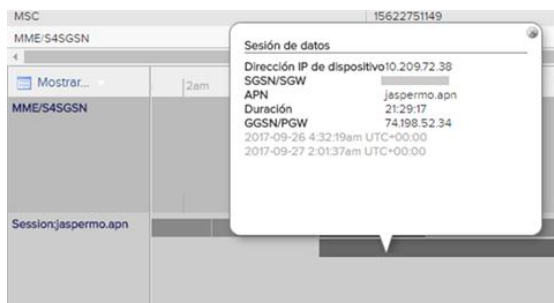 MSC 15622751149
MME/S4SGSN
Mostrar...
2am
MME/S4SGSN
Session:jaspermo.apn
Sesión de datos
Dirección IP de dispositivo10.209.72.38
SGSN/SGW
APN jaspermo.apn
Duración 21:29:17
GGSN/PGW 74.198.52.34
2017-09-26 4:32:19am UTC+00:00
2017-09-27 2:01:37am UTC+00:00